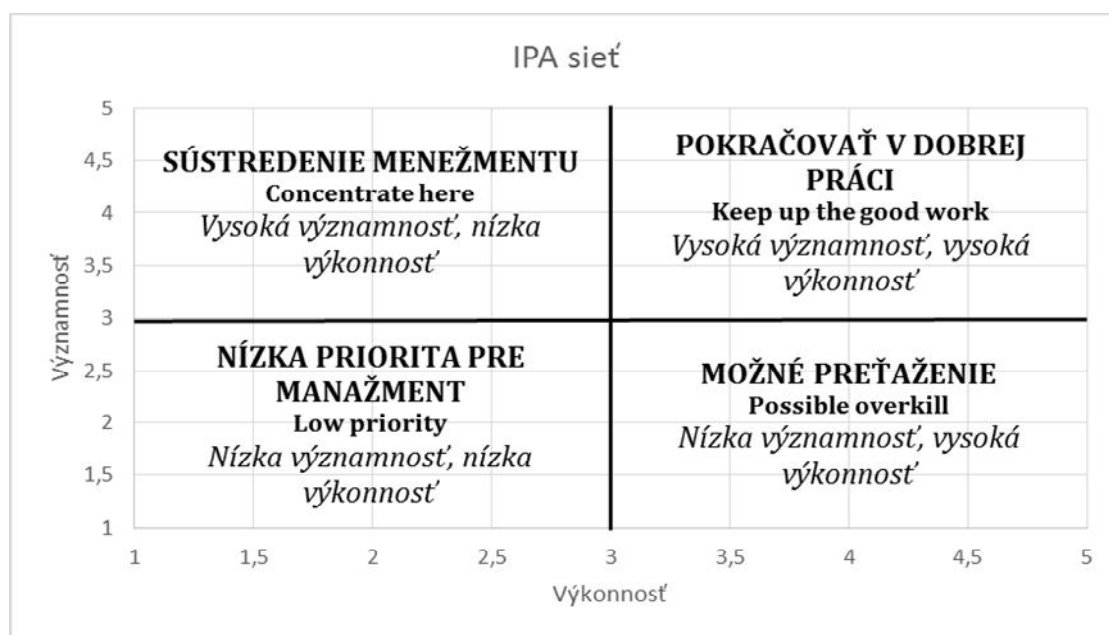 IPA sieť
5
4,5
4
3,5
3
2,5
2
1,5
1
Významnosť
SÚSTREDENIE MENEŽMENTU
Concentrate here
Vysoká významnosť, nízka
výkonnosť
POKRAČOVAŤ V DOBREJ
PRÁCI
Keep up the good work
Vysoká významnosť, vysoká
výkonnosť
NÍZKA PRIORITA PRE
MANAŽMENT
Low priority
Nízka významnosť, nízka
výkonnosť
MOŽNÉ PREŤAŽENIE
Possible overkill
Nízka významnosť, vysoká
výkonnosť
1 1,5 2 2,5 3 3,5 4 4,5 5
Výkonnosť